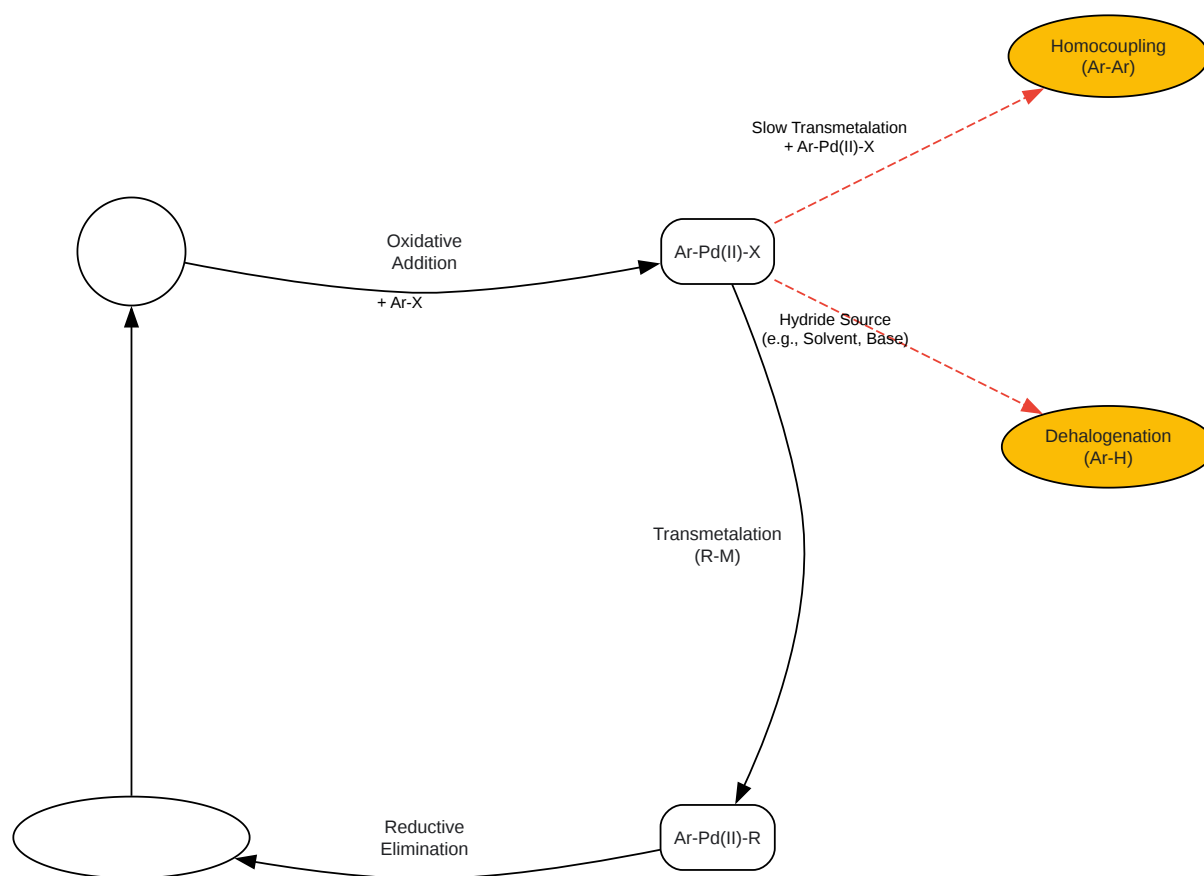 Homocoupling
(Ar-Ar)
Slow Transmetalation
+ Ar-Pd(II)-X
Oxidative
Addition
+ Ar-X
Ar-Pd(II)-X
Hydride Source
(e.g., Solvent, Base)
Dehalogenation
(Ar-H)
Transmetalation
(R-M)
Reductive
Elimination
Ar-Pd(II)-R